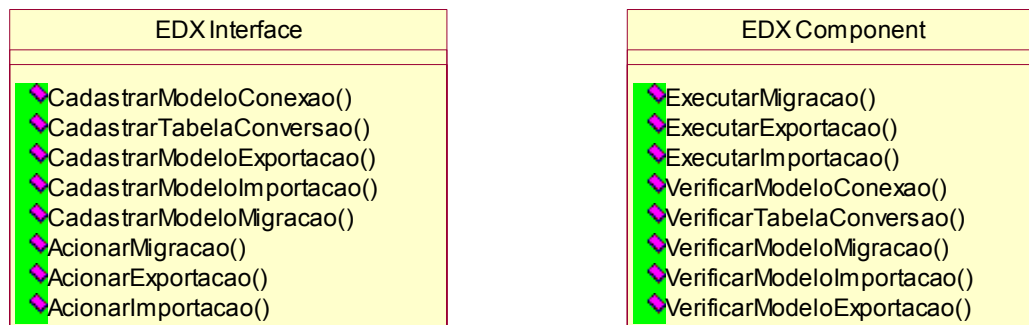 EDX Interface
CadastrarModeloConexao()
CadastrarTabelaConversao()
CadastrarModeloExportacao()
CadastrarModeloImportacao()
CadastrarModeloMigracao()
AcionarMigracao()
AcionarExportacao()
AcionarImportacao()
EDX Component
ExecutarMigracao()
ExecutarExportacao()
ExecutarImportacao()
VerificarModeloConexao()
VerificarTabelaConversao()
VerificarModeloMigracao()
VerificarModeloImportacao()
VerificarModeloExportacao()